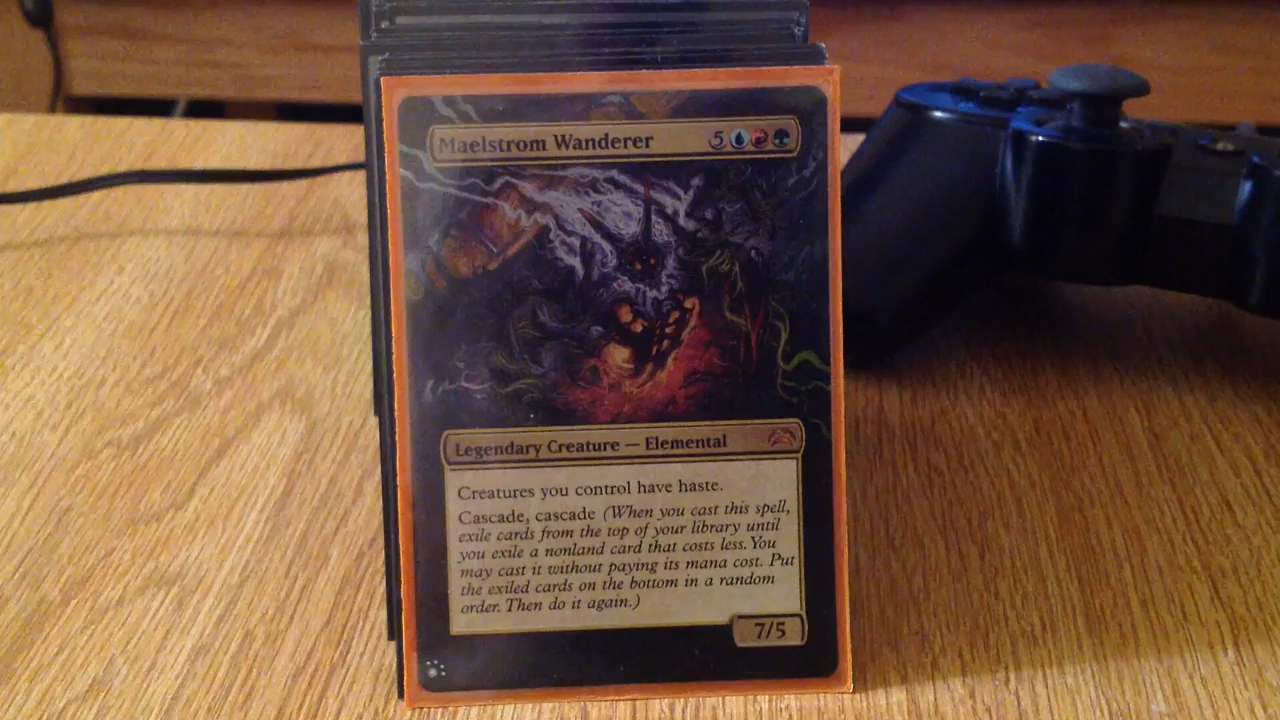 Maelstrom Wanderer 5
Legendary Creature — Elemental
Creatures you control have haste.
Cascade, cascade (When you cast this spell,
exile cards from the top of your library until
you exile a nonland card that costs less. You
may cast it without paying its mana cost. Put
the exiled cards on the bottom in a random
order. Then do it again.)
7/5